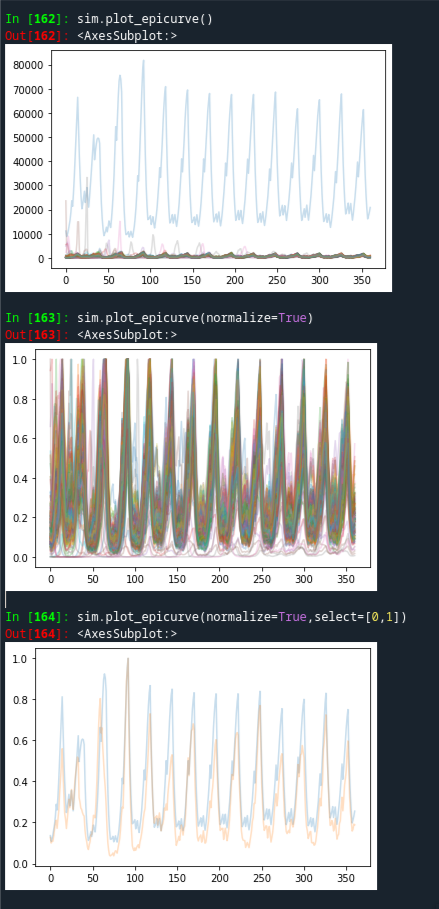 In [162]: sim.plot_epicurve()
Out[162]: <AxesSubplot:>
80000
70000
60000
50000
40000
30000
20000
10000
0
0 50 100 150 200 250 300 350
In [163]: sim.plot_epicurve(normalize=True)
Out[163]: <AxesSubplot:>
1.0
0.8
0.6
0.4
0.2
0.0
0 50 100 150 200 250 300 350
In [164]: sim.plot_epicurve(normalize=True,select=[0,1])
Out[164]: <AxesSubplot:>
1.0
0.8
0.6
0.4
0.2
0.0
0 50 100 150 200 250 300 350